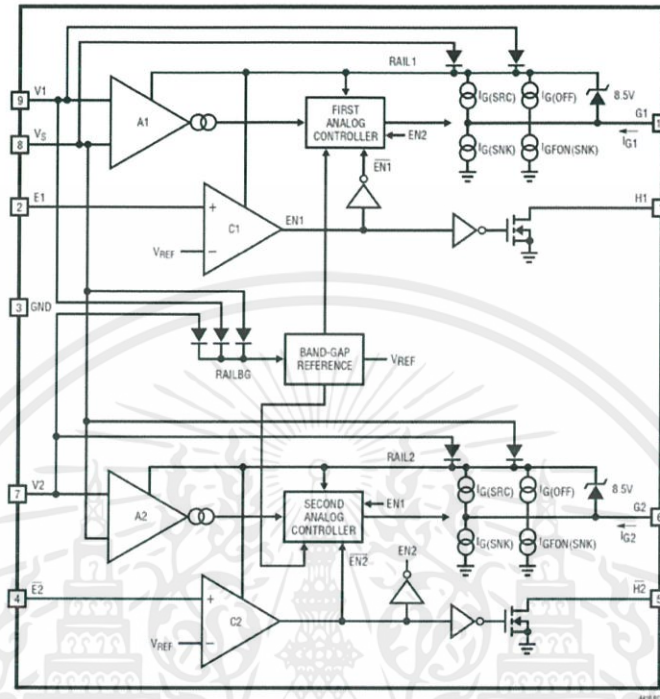 RAIL1
9 V1
A1
FIRST
ANALOG
CONTROLLER
EN2
IG(SRC)
IG(OFF)
8.5V
G1
IG1
8 VS
IG(SNK)
IGFON(SNK)
EN1
2 E1
+
C1
EN1
VREF
−
H1
3 GND
BAND-GAP
REFERENCE
VREF
RAILBG
RAIL2
7 V2
A2
SECOND
ANALOG
CONTROLLER
EN1
IG(SRC)
IG(OFF)
8.5V
G2
IG2
IG(SNK)
IGFON(SNK)
EN2
EN2
4 E2
+
C2
VREF
−
H2